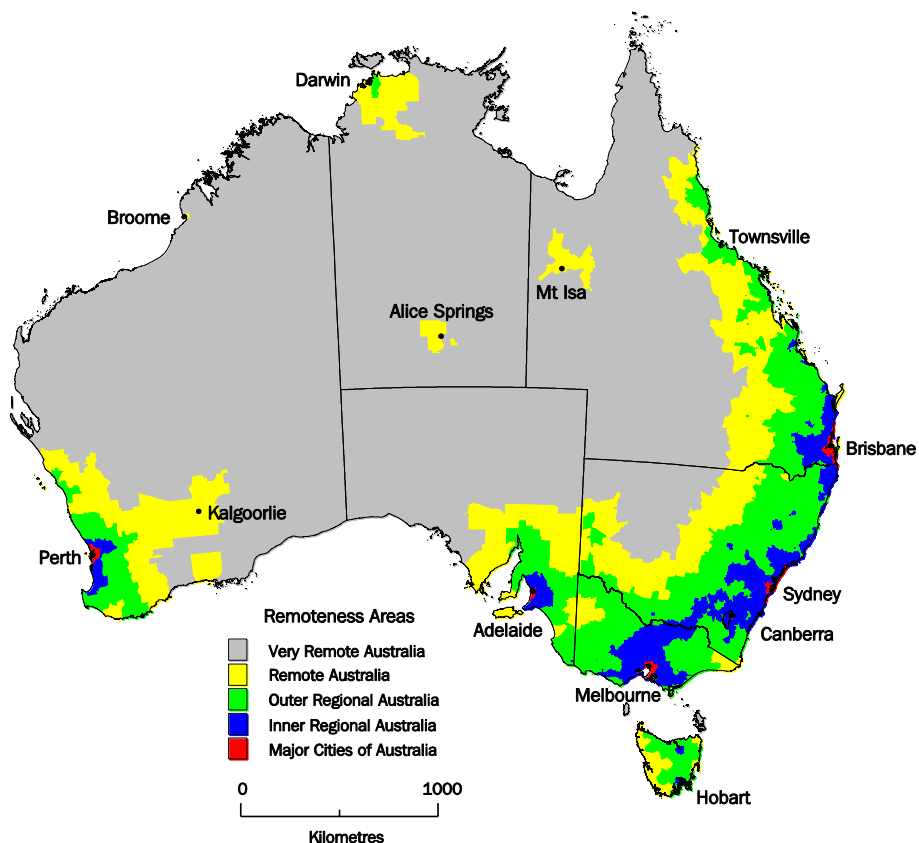 Darwin
Broome
Townsville
Mt Isa
Alice Springs
Brisbane
Kalgoorlie
Perth
Sydney
Adelaide
Canberra
Melbourne
Hobart
Remoteness Areas
Very Remote Australia
Remote Australia
Outer Regional Australia
Inner Regional Australia
Major Cities of Australia
0 1000
Kilometres